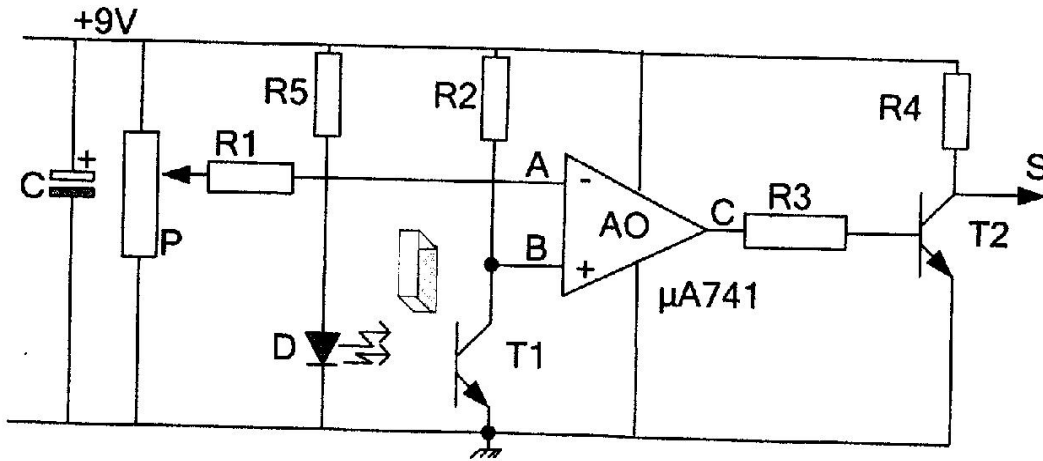 +9V
R5
R2
R4
R1
A
-
S
+
C
AO
C
R3
P
B
T2
+
µA741
D
T1